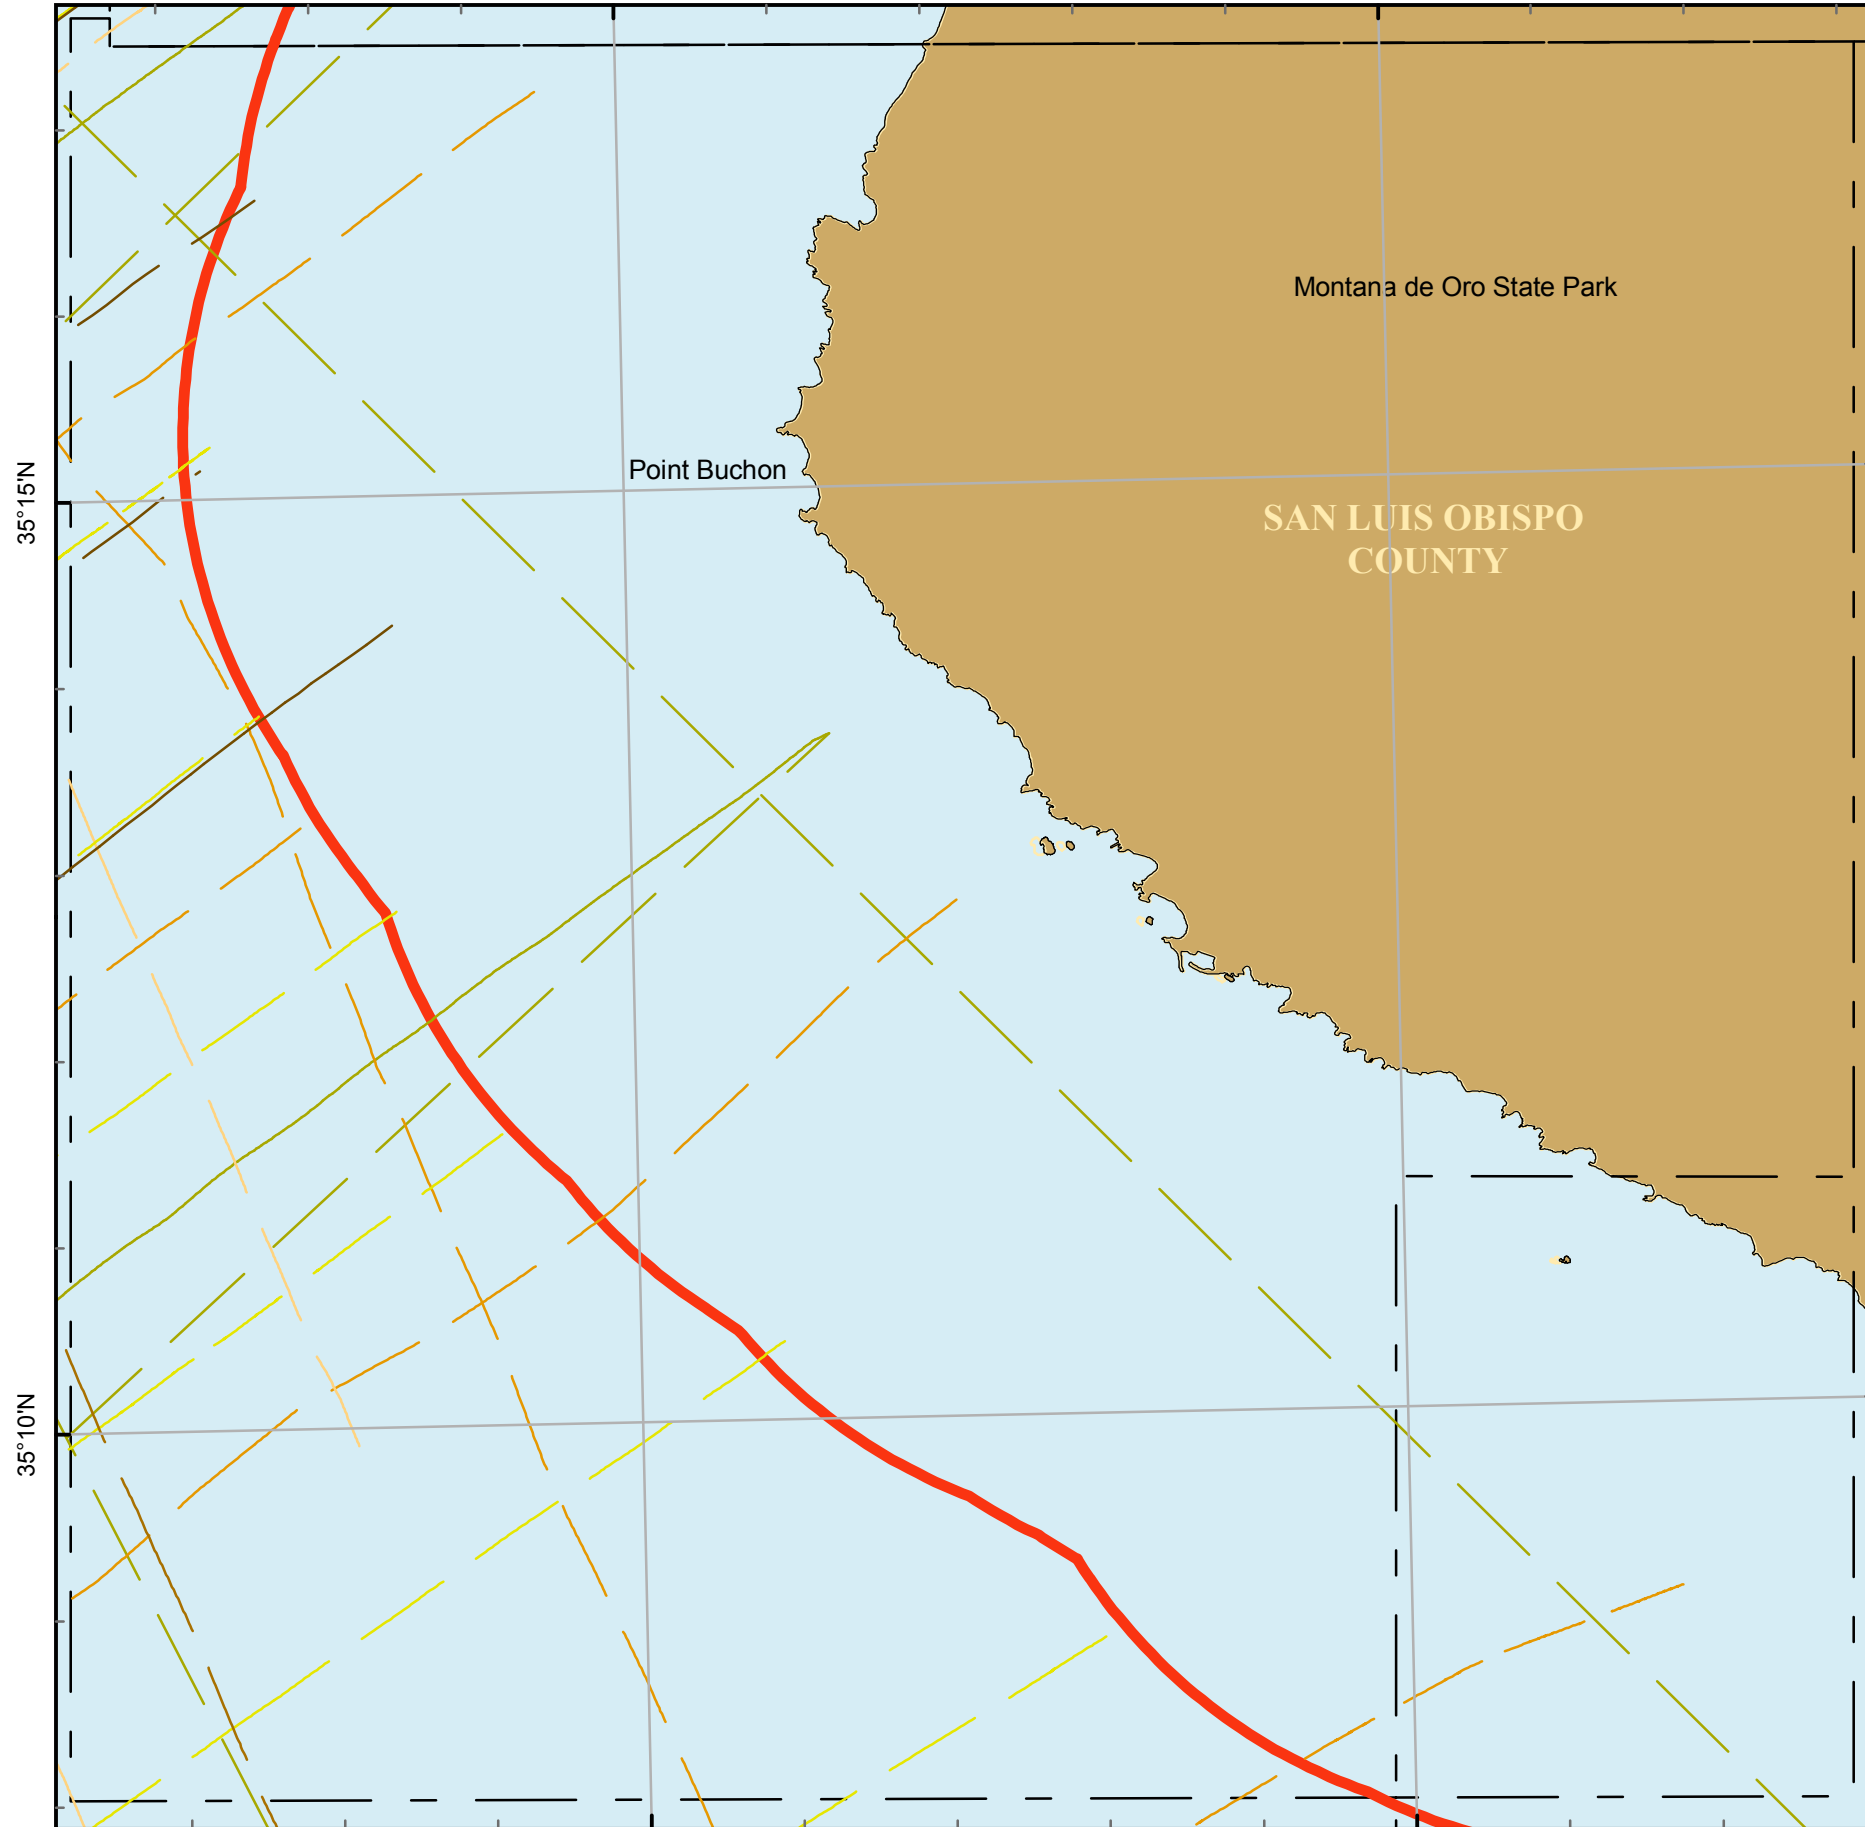 Montana de Oro State Park
Point Buchon
35°15'N
SAN LUIS OBISPO
COUNTY
35°10'N